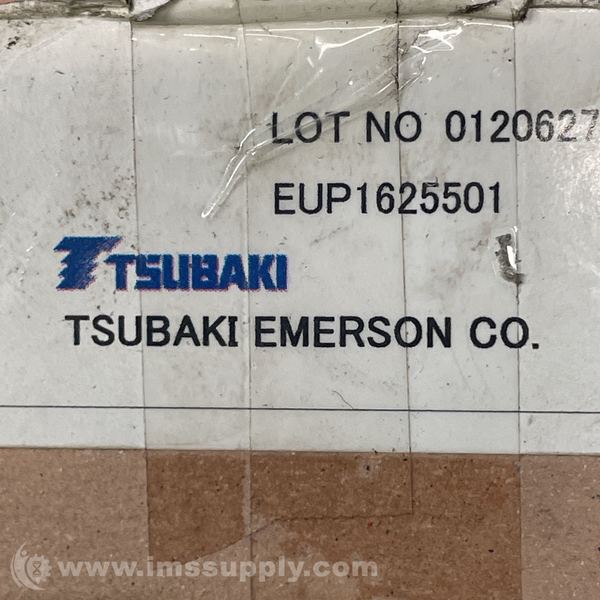 LOT NO 0120627
EUP1625501
TSUBAKI
TSUBAKI EMERSON CO.
www.imssupply.com